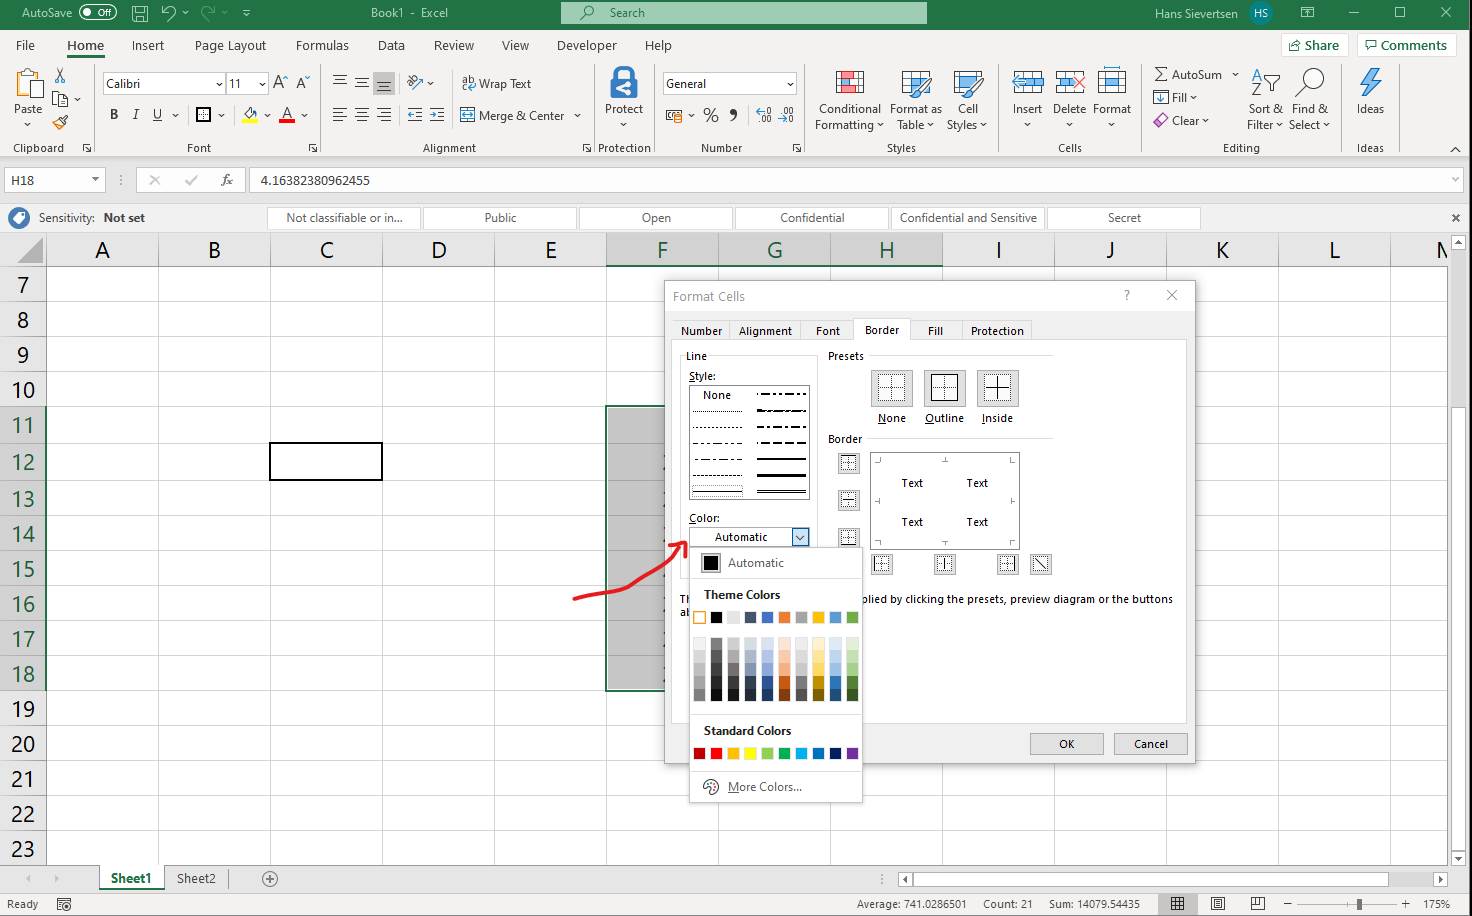 AutoSave Off Book1 - Excel Search Hans Sievertsen HS
File Home Insert Page Layout Formulas Data Review View Developer Help Share Comments
Paste Calibri 11 A A Wrap Text Protect General Conditional Formatting Format as Table Cell Styles Insert Delete Format AutoSum Fill Clear Sort & Filter Find & Select Ideas
B I U A Merge & Center % 9
Clipboard Font Alignment Protection Number Styles Cells Editing Ideas
H18 fx 4.16382380962455
Sensitivity: Not set Not classifiable or in... Public Open Confidential Confidential and Sensitive Secret
A B C D E F G H I J K L
7
8
9
10
11
12
13
14
15
16
17
18
19
20
21
22
23
Format Cells ?
Number Alignment Font Border Fill Protection
Line
Style:
None
Color:
Automatic
Automatic
Theme Colors
Standard Colors
More Colors...
Presets
None Outline Inside
Border
Text Text
Text Text
plied by clicking the presets, preview diagram or the buttons
OK Cancel
Sheet1 Sheet2
Ready Average: 741.0286501 Count: 21 Sum: 14079.54435 175%